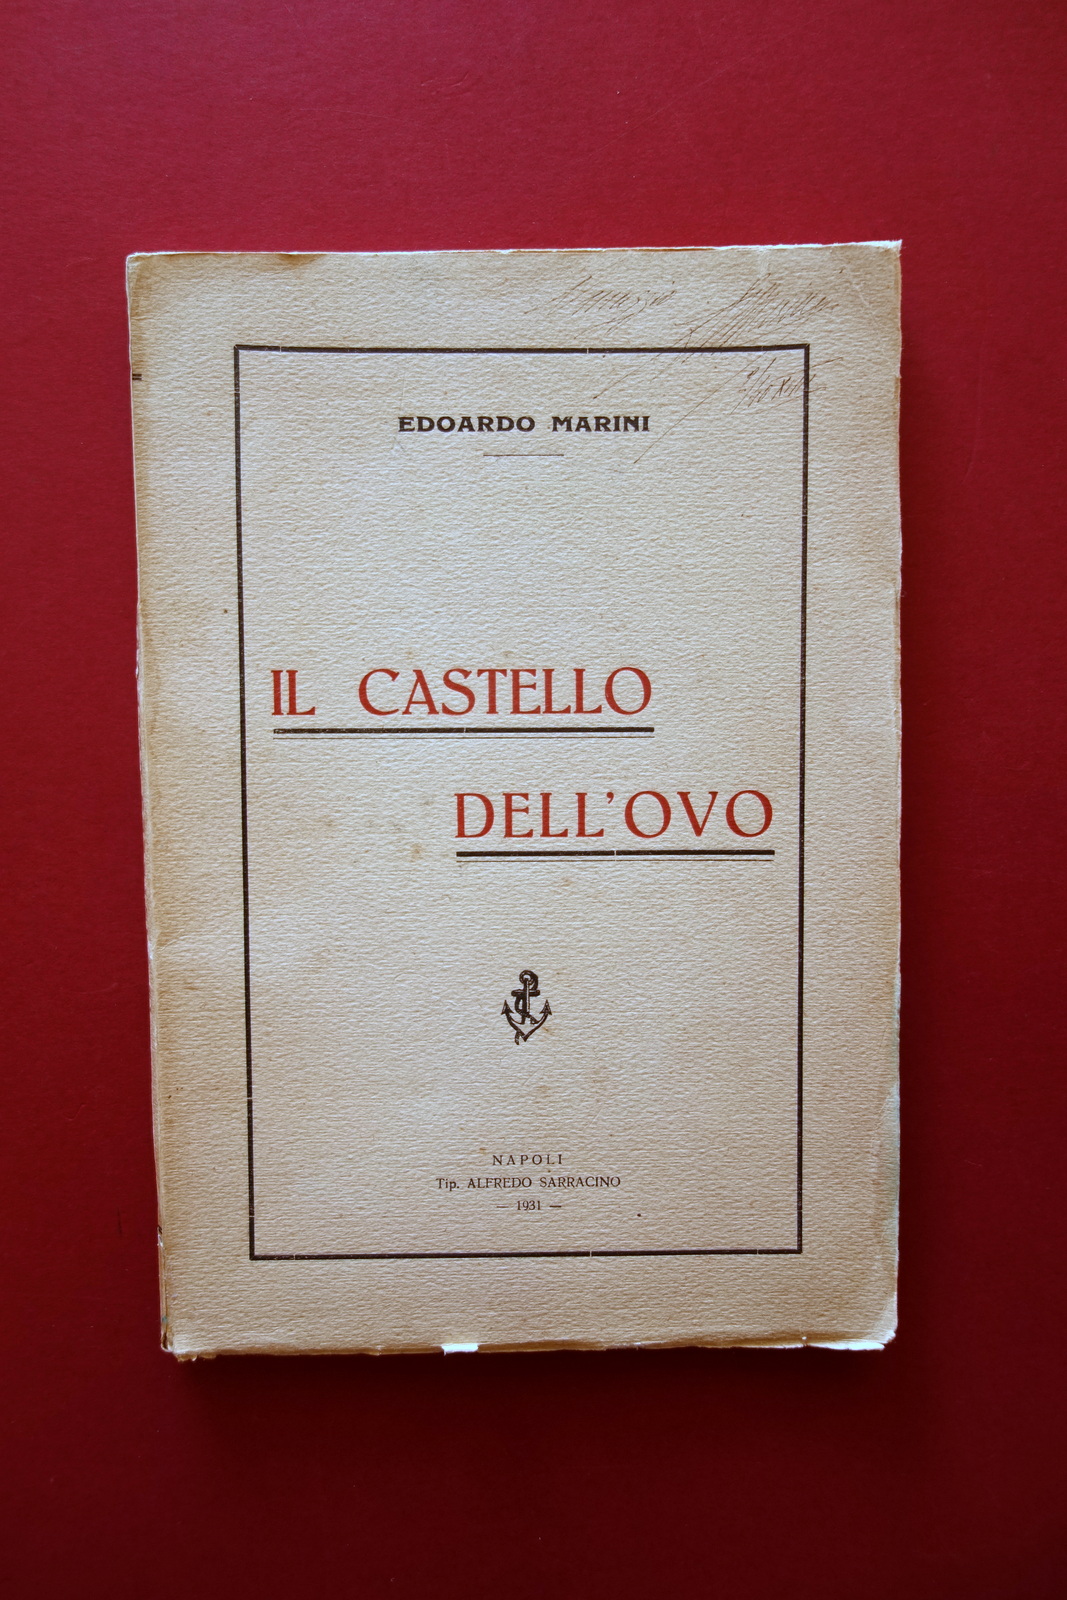 EDOARDO MARINI
IL CASTELLO
DELL'OVO
NAPOLI
Tip. ALFREDO SARRACINO
— 1931 —